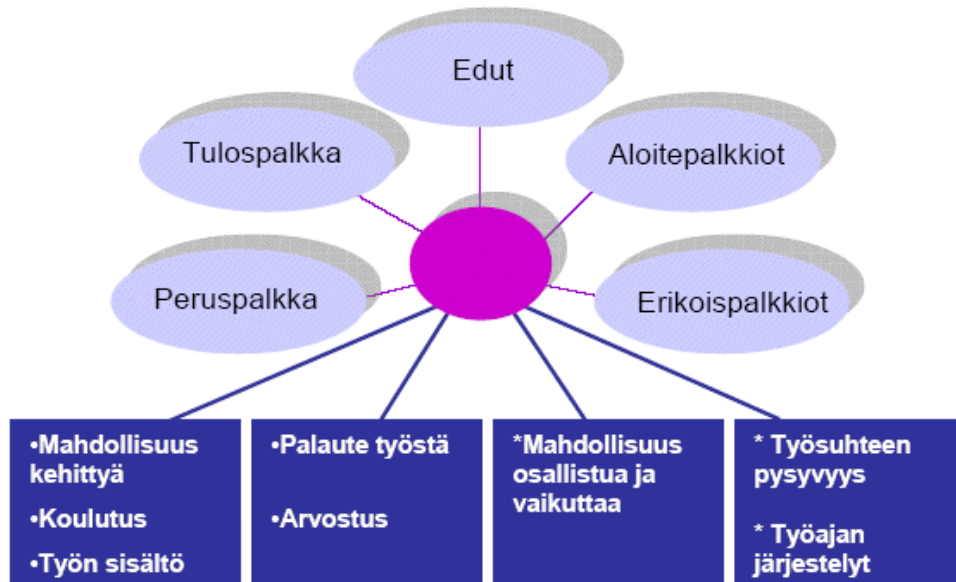 Edut
Tulospalkka
Aloitepalkkiot
Peruspalkka
Erikoispalkkiot
•Mahdollisuus
kehittyä
•Koulutus
•Työn sisältö
•Palaute työstä
•Arvostus
*Mahdollisuus
osallistua ja
vaikuttaa
* Työsuhteen
pysyvyys
* Työajan
järjestelyt